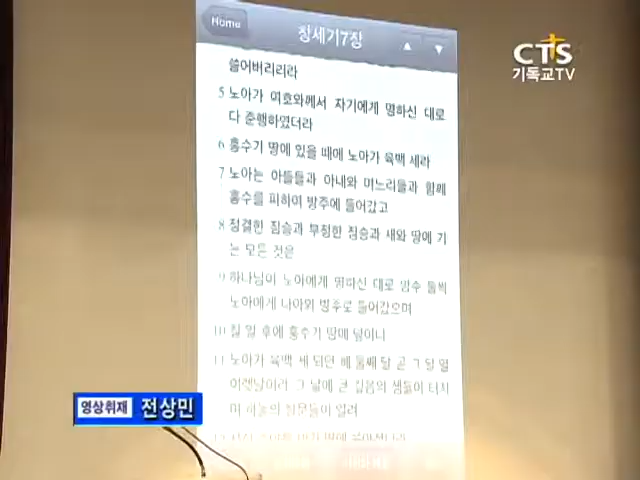 Home
창세기7장
CTS
기독교TV
쓸어버리리라
5 노아가 여호와께서 자기에게 명하신 대로
다 준행하였더라
6 홍수가 땅에 있을 때에 노아가 육백 세라
7 노아는 아들들과 아내와 며느리들과 함께
홍수를 피하여 방주에 들어갔고
8 정결한 짐승과 부정한 짐승과 새와 땅에 기
는 모든 것은
9 하나님이 노아에게 명하신 대로 암수 둘씩
노아에게 나아와 방주로 들어갔으며
10 칠 일 후에 홍수가 땅에 덮이니
11 노아가 육백 세 되던 해 둘째 달 곧 그 달 열
이렛날이라 그 날에 큰 깊음의 샘들이 터지
며 하늘의 창문들이 열려
영상취재 전상민